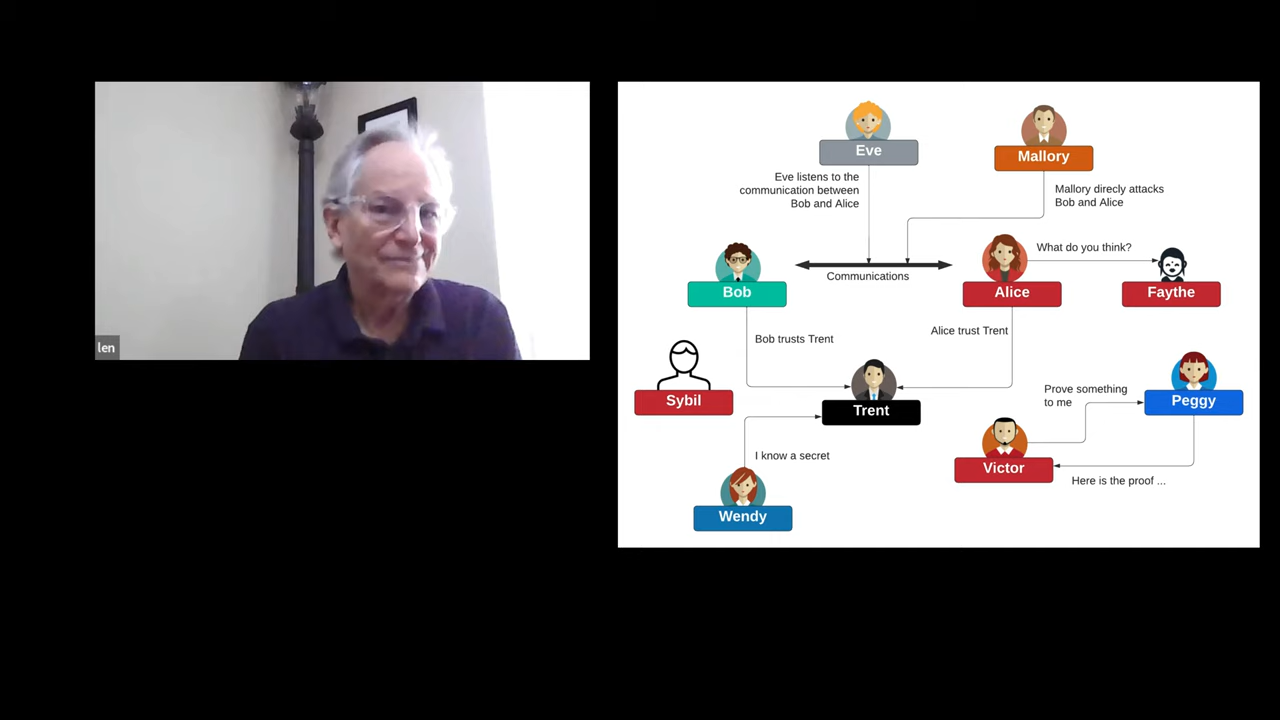 len
Eve
Mallory
Eve listens to the
communication between
Bob and Alice
Mallory direcly attacks
Bob and Alice
What do you think?
Communications
Bob
Alice
Faythe
Bob trusts Trent
Alice trust Trent
Sybil
Trent
Prove something
to me
Peggy
I know a secret
Victor
Here is the proof ...
Wendy